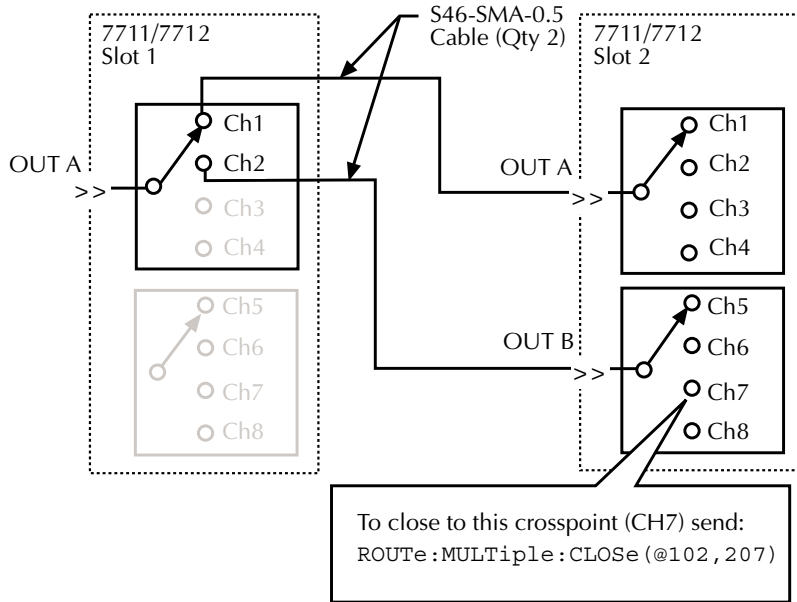 S46-SMA-0.5
Cable (Qty 2)
7711/7712
Slot 1
OUT A
>>
Ch1
Ch2
Ch3
Ch4
Ch5
Ch6
Ch7
Ch8
7711/7712
Slot 2
OUT A
>>
Ch1
Ch2
Ch3
Ch4
OUT B
>>
Ch5
Ch6
Ch7
Ch8
To close to this crosspoint (CH7) send:
ROUTe:MULTiple:CLOSe(@102,207)